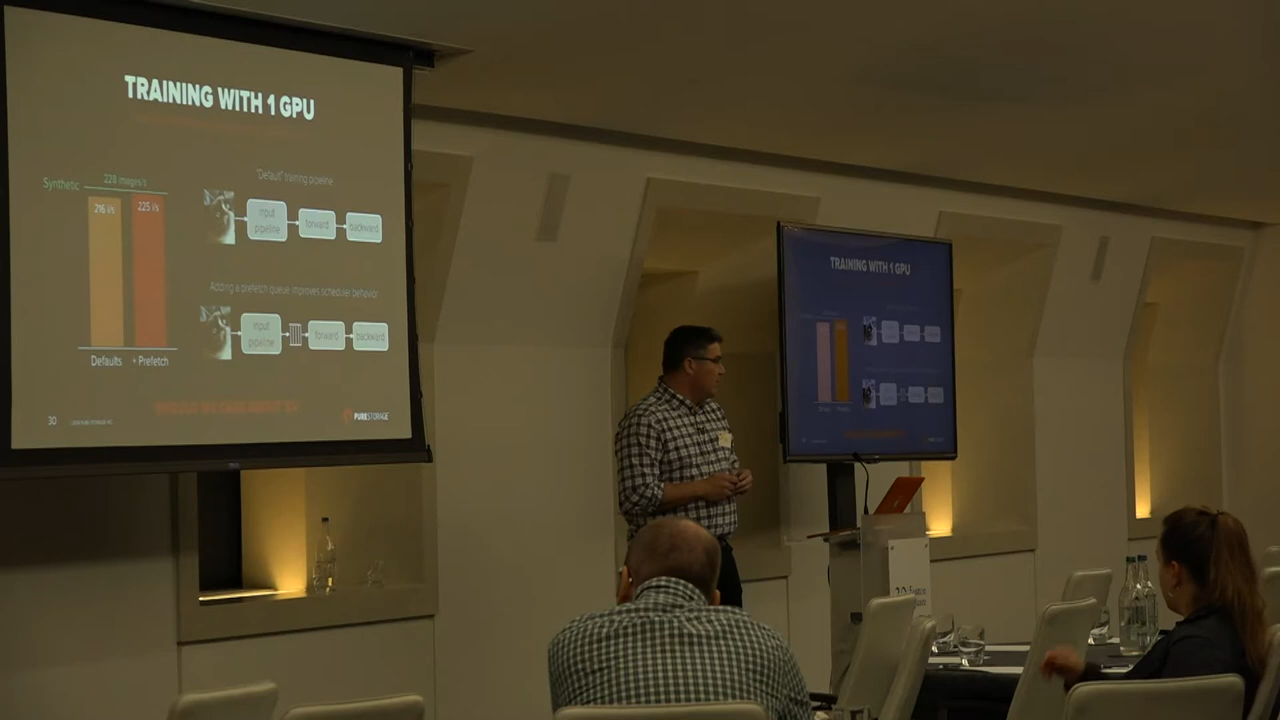 TRAINING WITH 1 GPU
Synthetic
228 images/s
216 i/s
225 i/s
Defaults
+ Prefetch
"Default" training pipeline
input
pipeline
forward
backward
Adding a prefetch queue improves scheduler behavior
input
pipeline
forward
backward
30
PURESTORAGE
TRAINING WITH 1 GPU